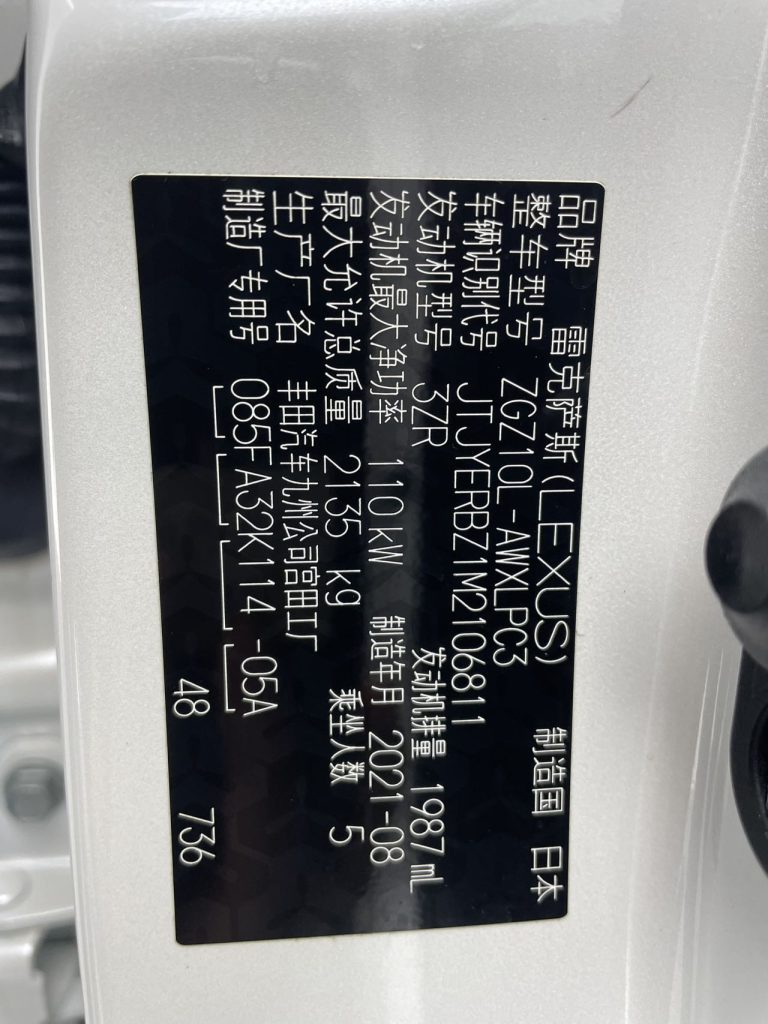 品牌 雷克萨斯(LEXUS) 制造国 日本
整车型号 ZGZ10L-AWXLPC3
车辆识别代号 JTJYERBZ1M2106811
发动机型号 3ZR 发动机排量 1987 mL
发动机最大净功率 110 kW 制造年月 2021-08
最大允许总质量 2135 kg 乘坐人数 5
生产厂名 丰田汽车九州公司宫田工厂
制造厂专用号 085FA32K114-05A
48 736